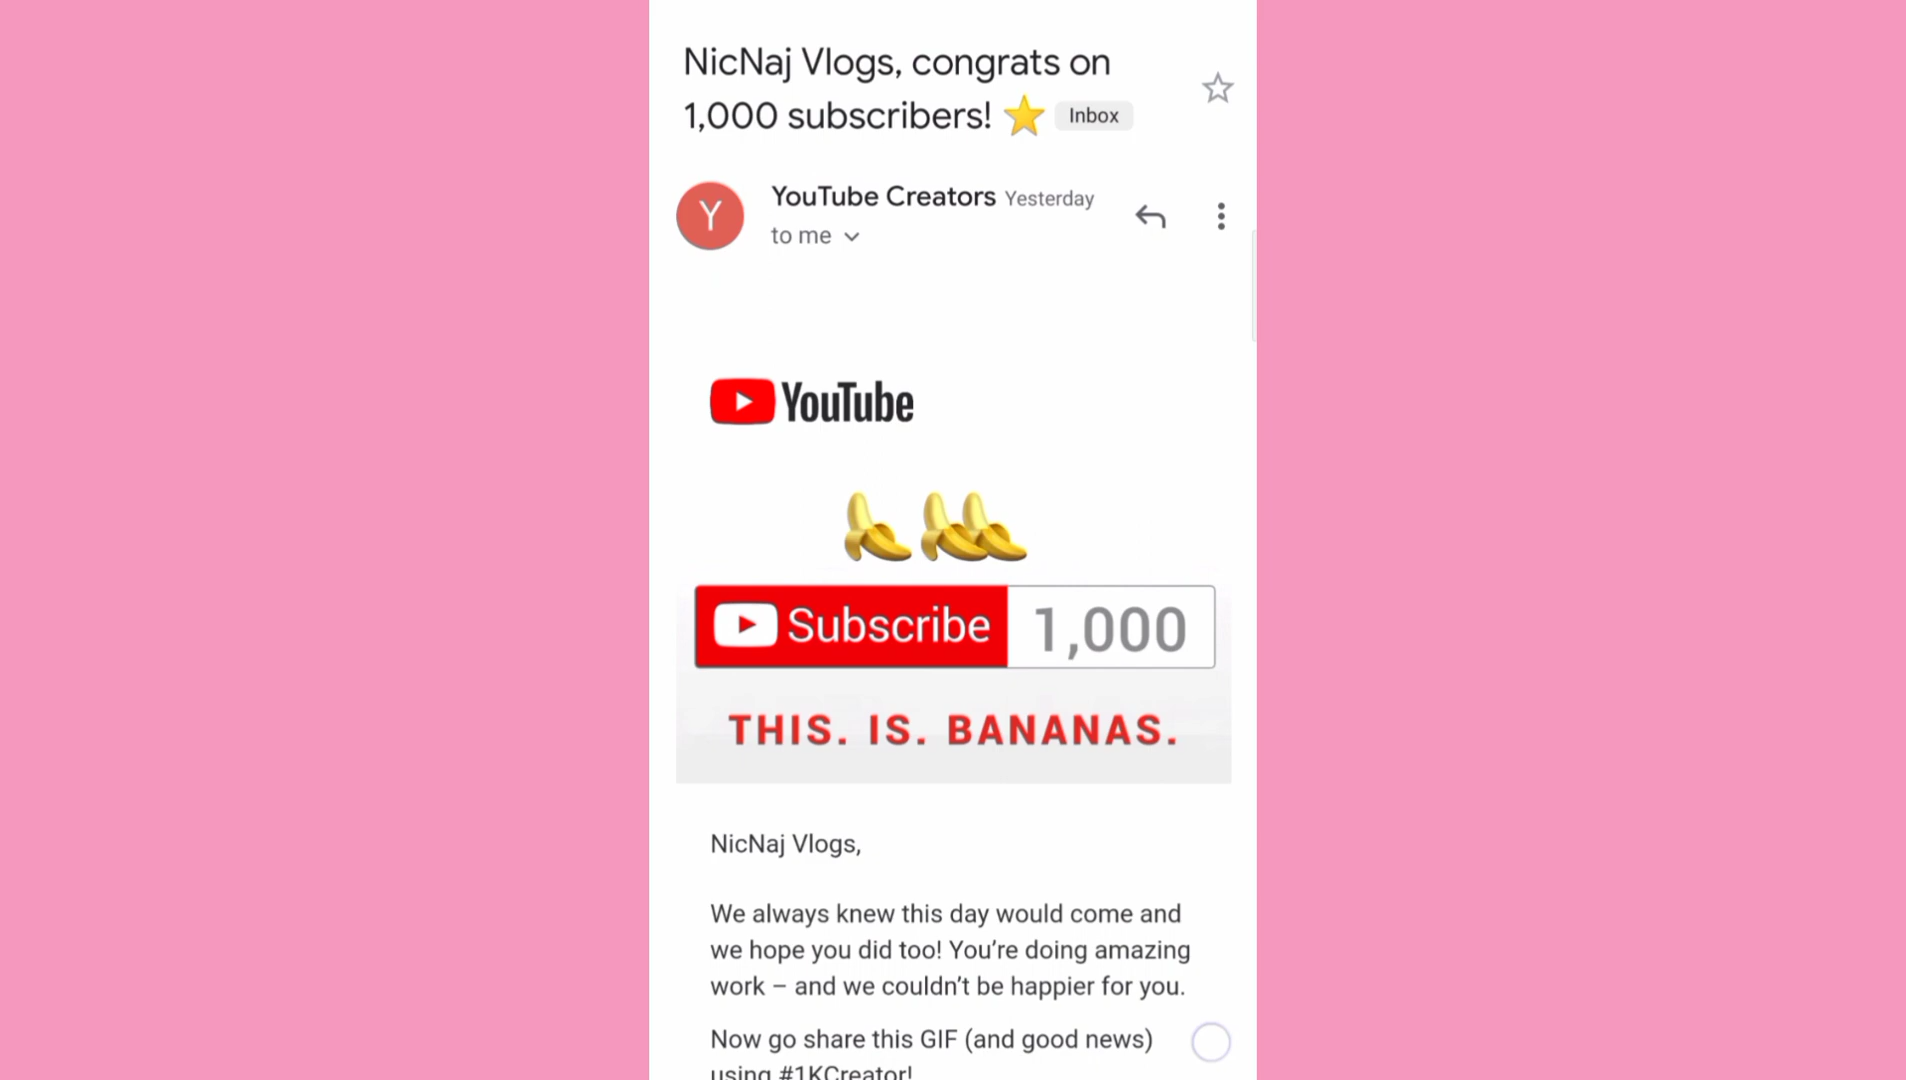 NicNaj Vlogs, congrats on
1,000 subscribers! ⭐ Inbox
Y
YouTube Creators Yesterday
to me
YouTube
Subscribe 1,000
THIS. IS. BANANAS.
NicNaj Vlogs,
We always knew this day would come and
we hope you did too! You’re doing amazing
work – and we couldn’t be happier for you.
Now go share this GIF (and good news)
using #1KCreator!